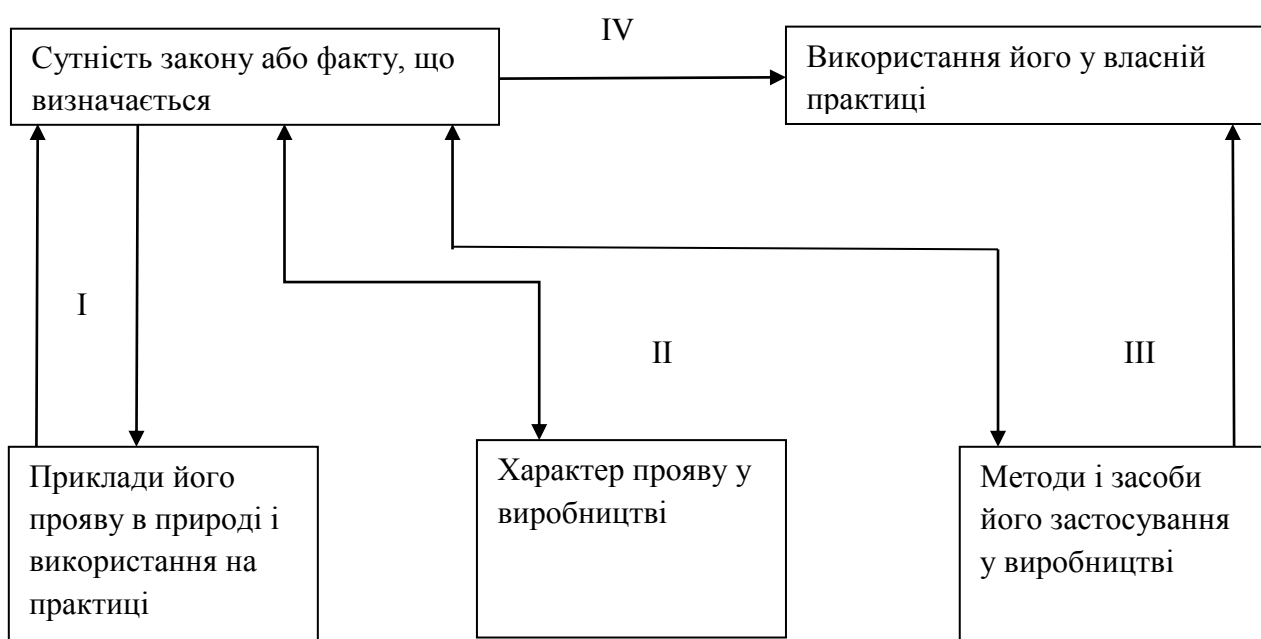 IV
Сутність закону або факту, що
визначається
Використання його у власній
практиці
I
II
III
Приклади його
прояву в природі і
використання на
практиці
Характер прояву у
виробництві
Методи і засоби
його застосування
у виробництві